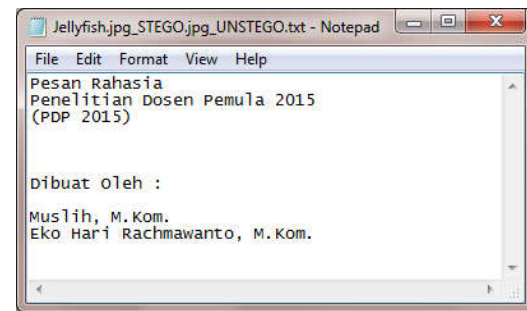 Jellyfish.jpg_STEGO.jpg_UNSTEGO.txt - Notepad
File Edit Format View Help
Pesan Rahasia
Penelitian Dosen Pemula 2015
(PDP 2015)
Dibuat Oleh :
Muslih, M.Kom.
Eko Hari Rachmawanto, M.Kom.